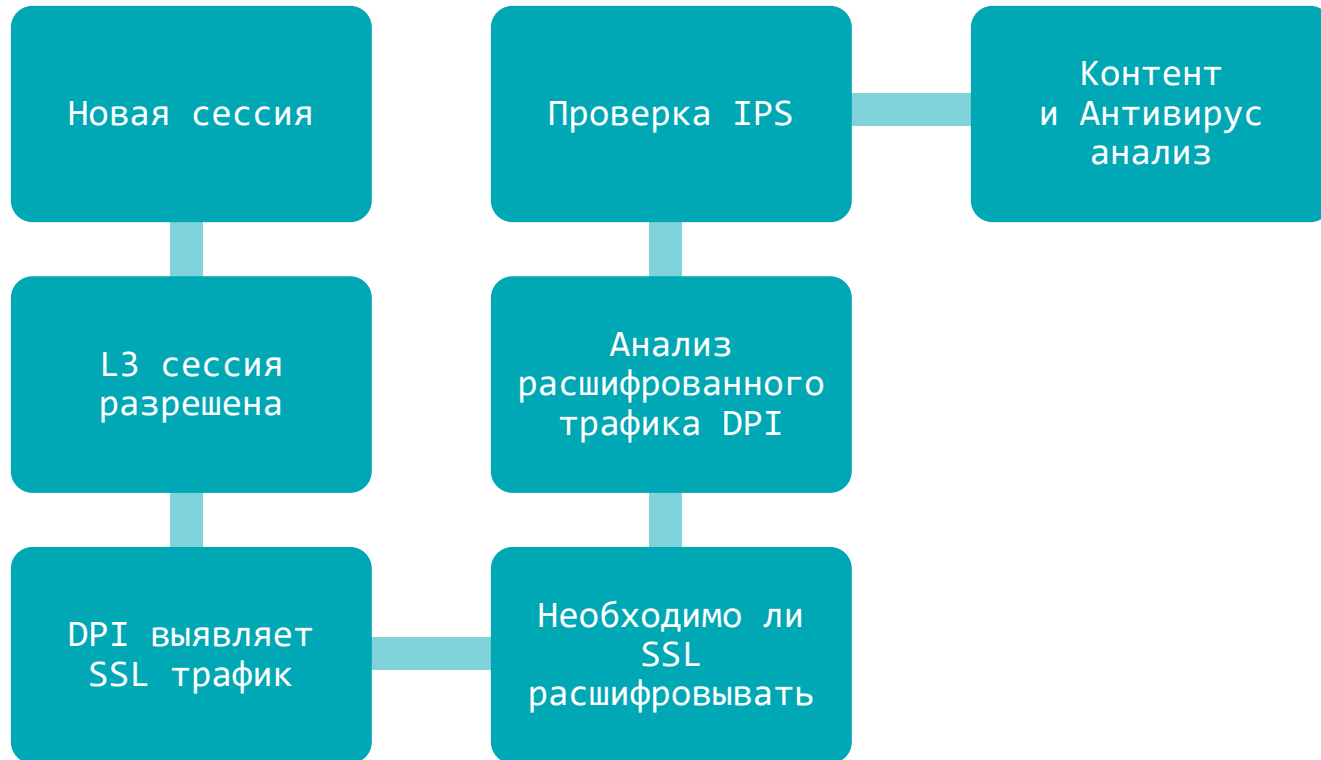 Новая сессия
L3 сессия
разрешена
DPI выявляет
SSL трафик
Необходимо ли
SSL
расшифровывать
Анализ
расшифрованного
трафика DPI
Проверка IPS
Контент
и Антивирус
анализ